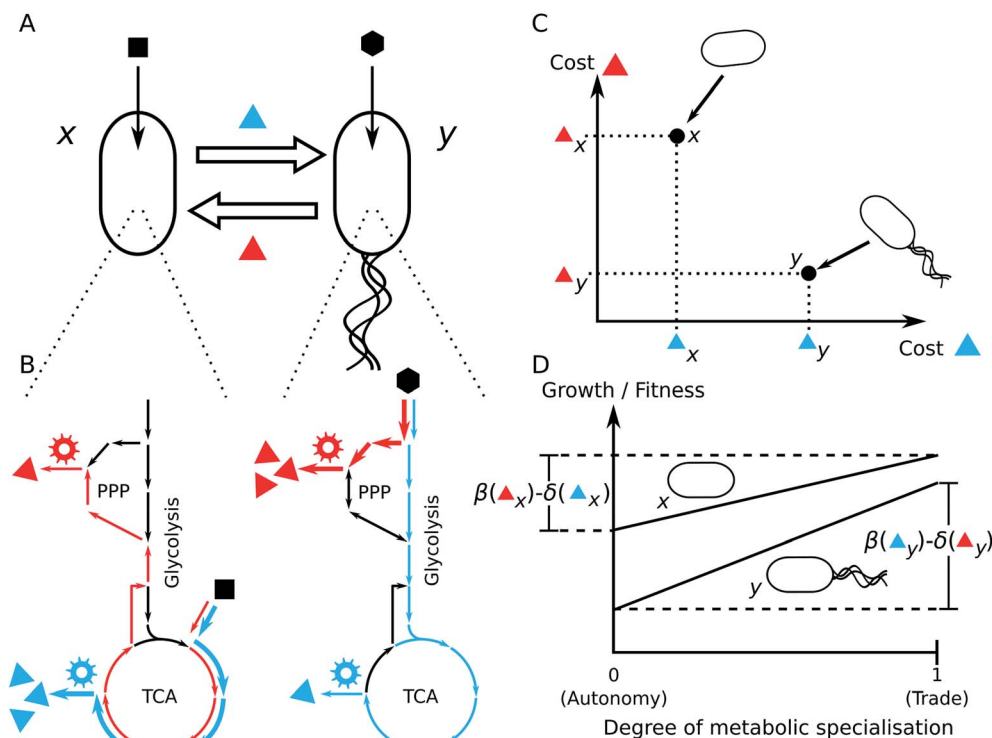 A
x
y
B
PPP
Glycolysis
TCA
PPP
Glycolysis
TCA
C
Cost
x
x
y
y
x
y
Cost
D
Growth / Fitness
β(x)-δ(x)
x
β(y)-δ(y)
y
0
1
(Autonomy)
(Trade)
Degree of metabolic specialisation